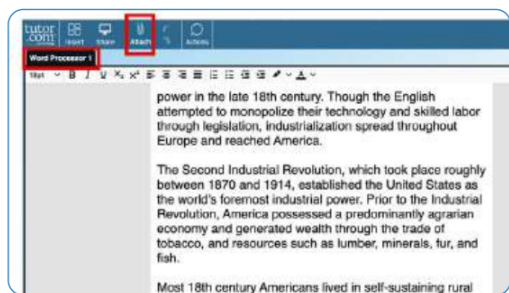 tutor
.com
Insert Share Attach Actions
Word Processor 1
18pt B I U X₂ X² A
power in the late 18th century. Though the English
attempted to monopolize their technology and skilled labor
through legislation, industrialization spread throughout
Europe and reached America.
The Second Industrial Revolution, which took place roughly
between 1870 and 1914, established the United States as
the world's foremost industrial power. Prior to the Industrial
Revolution, America possessed a predominantly agrarian
economy and generated wealth through the trade of
tobacco, and resources such as lumber, minerals, fur, and
fish.
Most 18th century Americans lived in self-sustaining rural